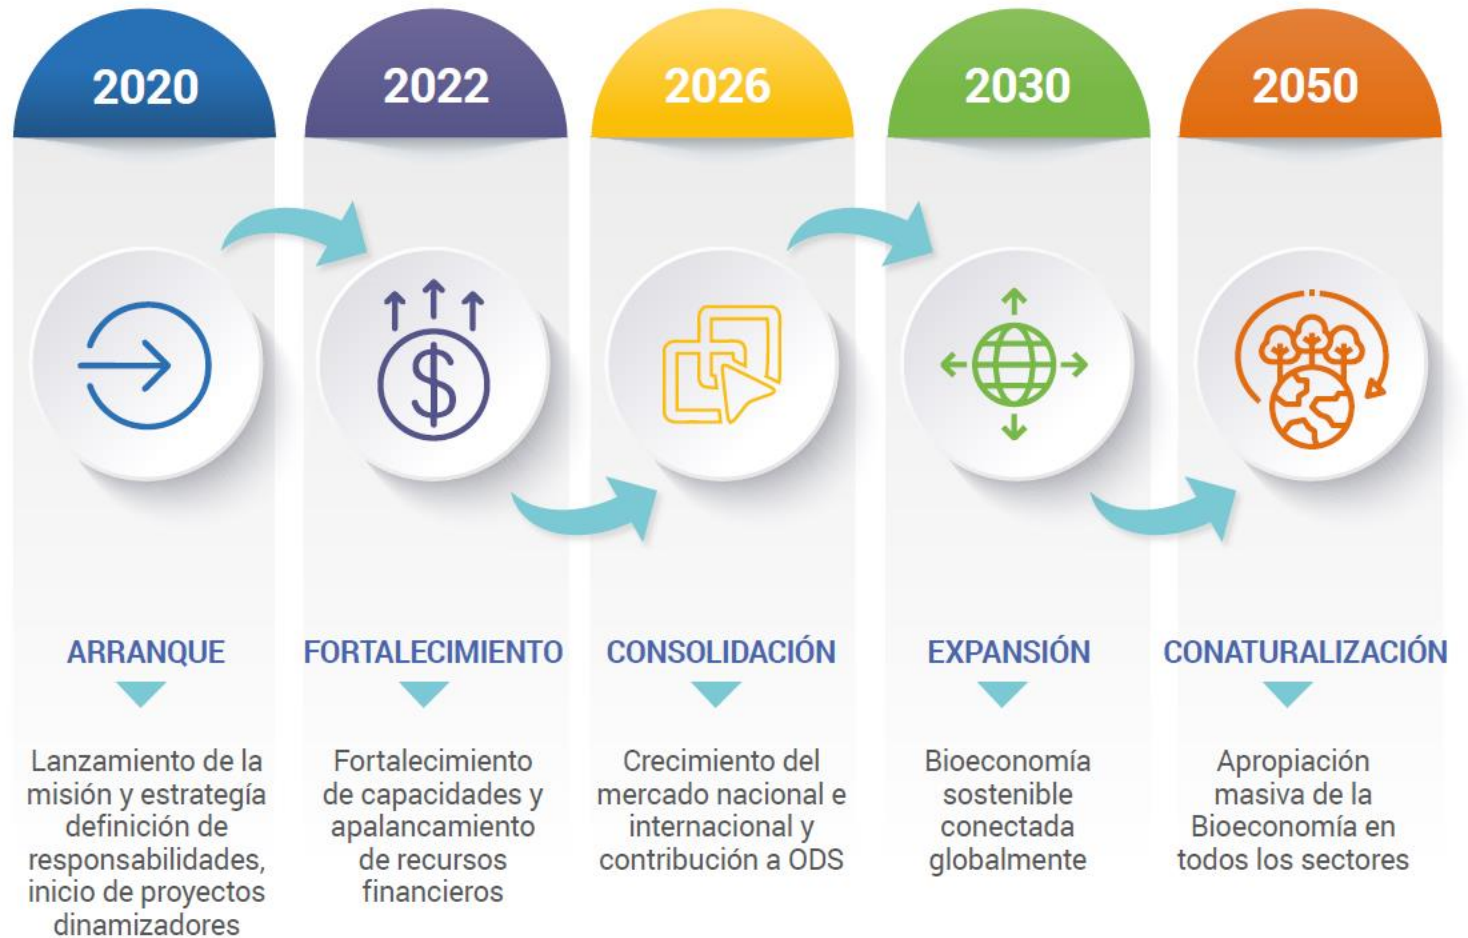 2020
2022
2026
2030
2050
$
ARRANQUE
Lanzamiento de la
misión y estrategía
definición de
responsabilidades,
inicio de proyectos
dinamizadores
FORTALECIMIENTO
Fortalecimiento
de capacidades y
apalancamiento
de recursos
financieros
CONSOLIDACIÓN
Crecimiento del
mercado nacional e
internacional y
contribución a ODS
EXPANSIÓN
Bioeconomía
sostenible
conectada
globalmente
CONATURALIZACIÓN
Apropiación
masiva de la
Bioeconomía en
todos los sectores